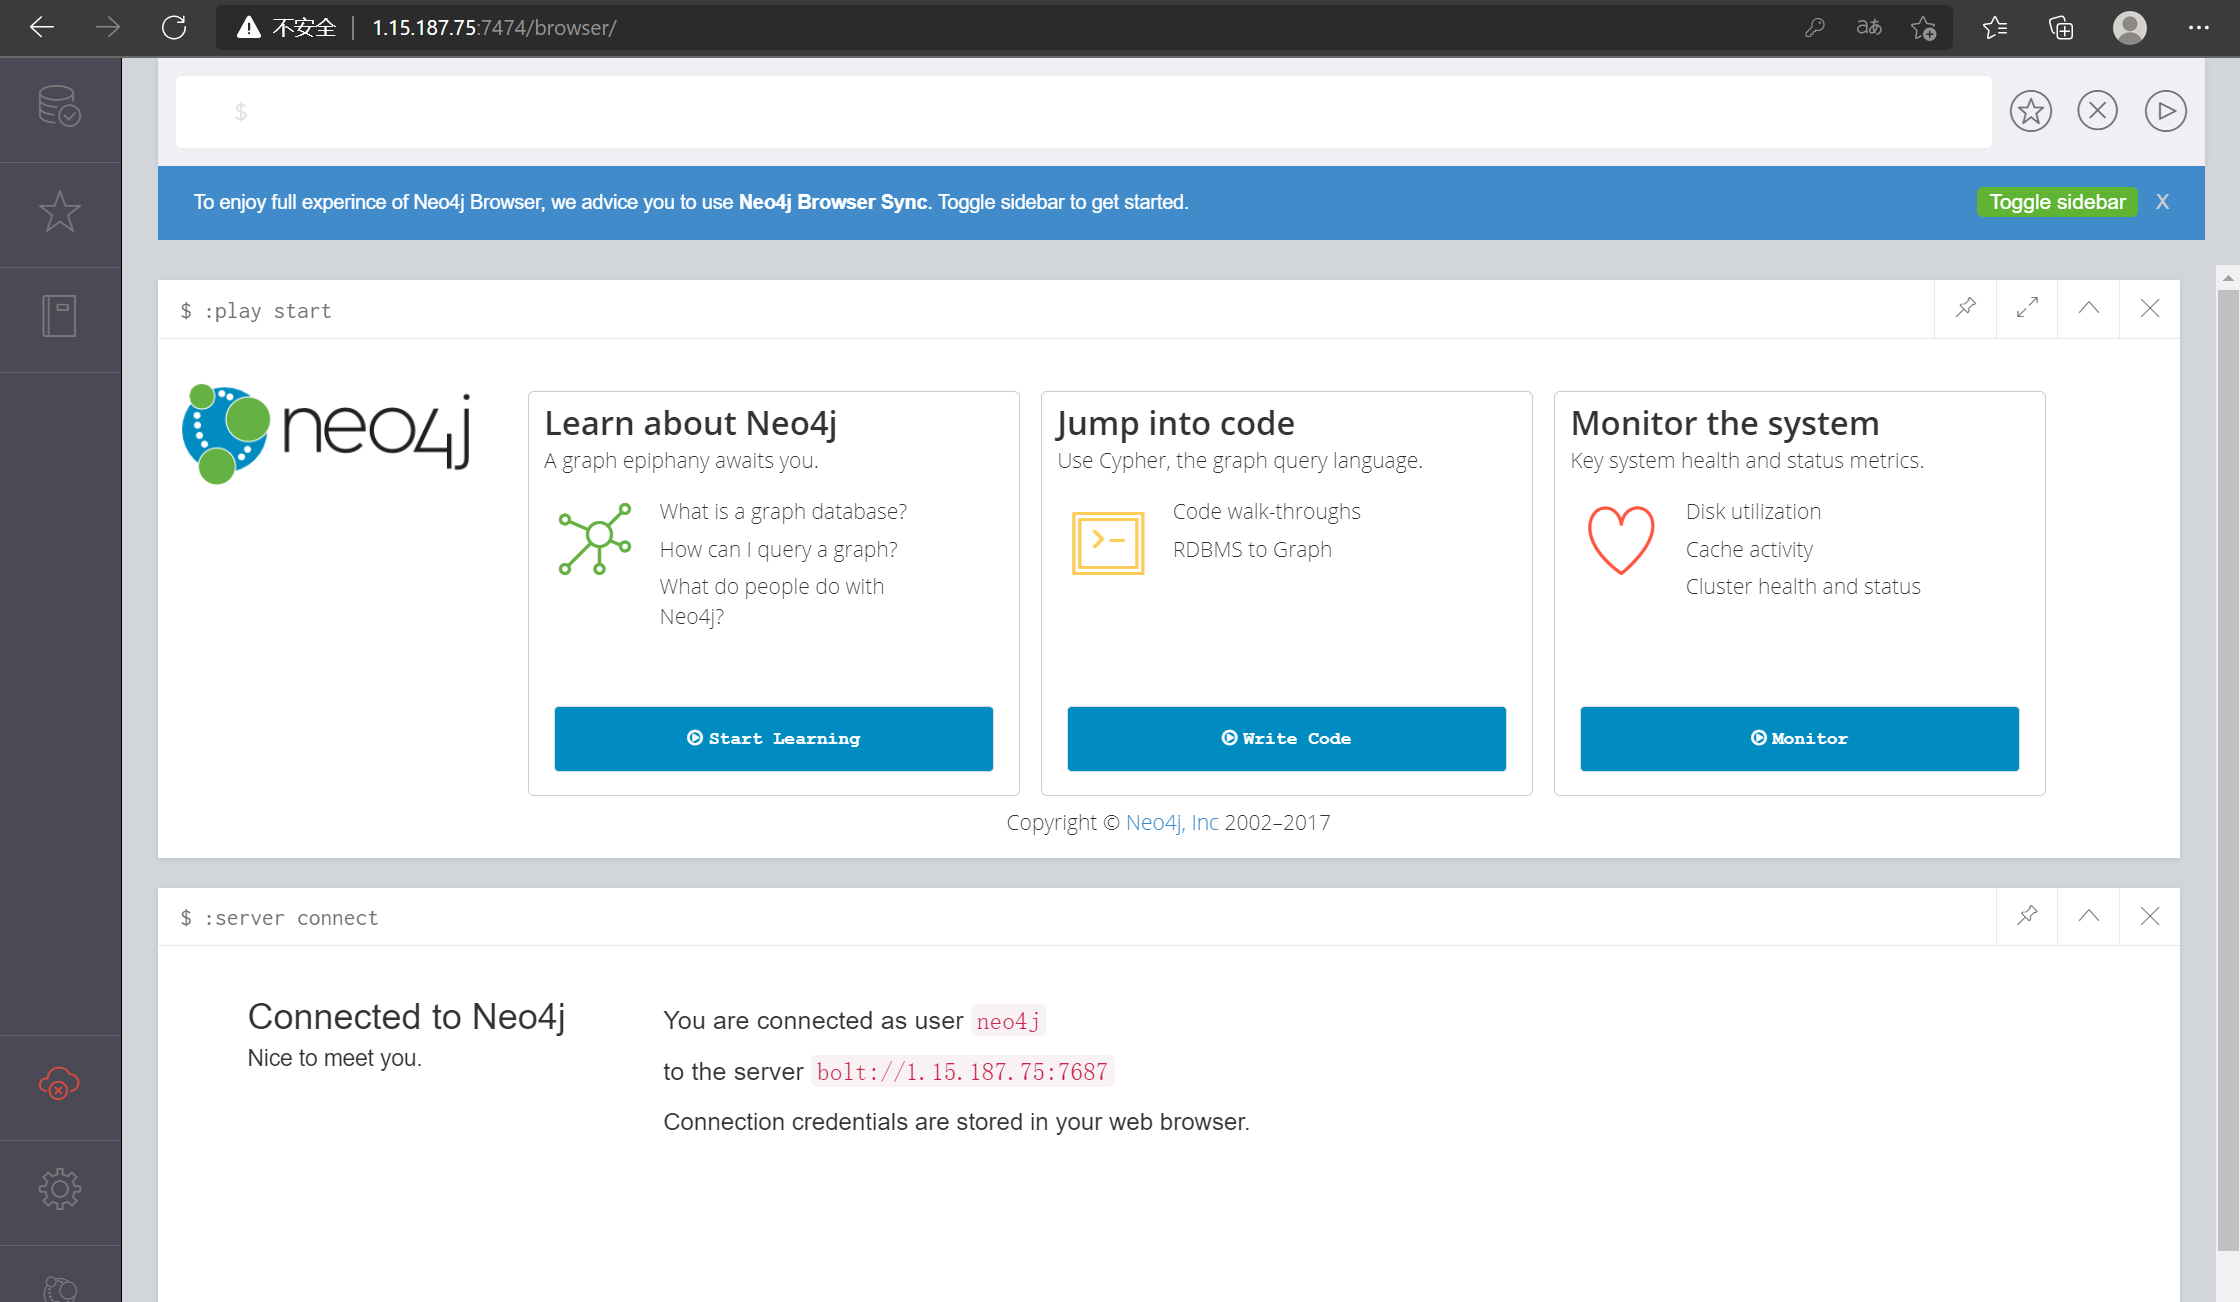 不安全 1.15.187.75:7474/browser/
aあ
$
To enjoy full experince of Neo4j Browser, we advice you to use Neo4j Browser Sync. Toggle sidebar to get started.
Toggle sidebar X
$ :play start
neo4j
Learn about Neo4j
A graph epiphany awaits you.
What is a graph database?
How can I query a graph?
What do people do with
Neo4j?
Start Learning
Jump into code
Use Cypher, the graph query language.
Code walk-throughs
RDBMS to Graph
Write Code
Monitor the system
Key system health and status metrics.
Disk utilization
Cache activity
Cluster health and status
Monitor
Copyright © Neo4j, Inc 2002–2017
$ :server connect
Connected to Neo4j
Nice to meet you.
You are connected as user neo4j
to the server bolt://1.15.187.75:7687
Connection credentials are stored in your web browser.